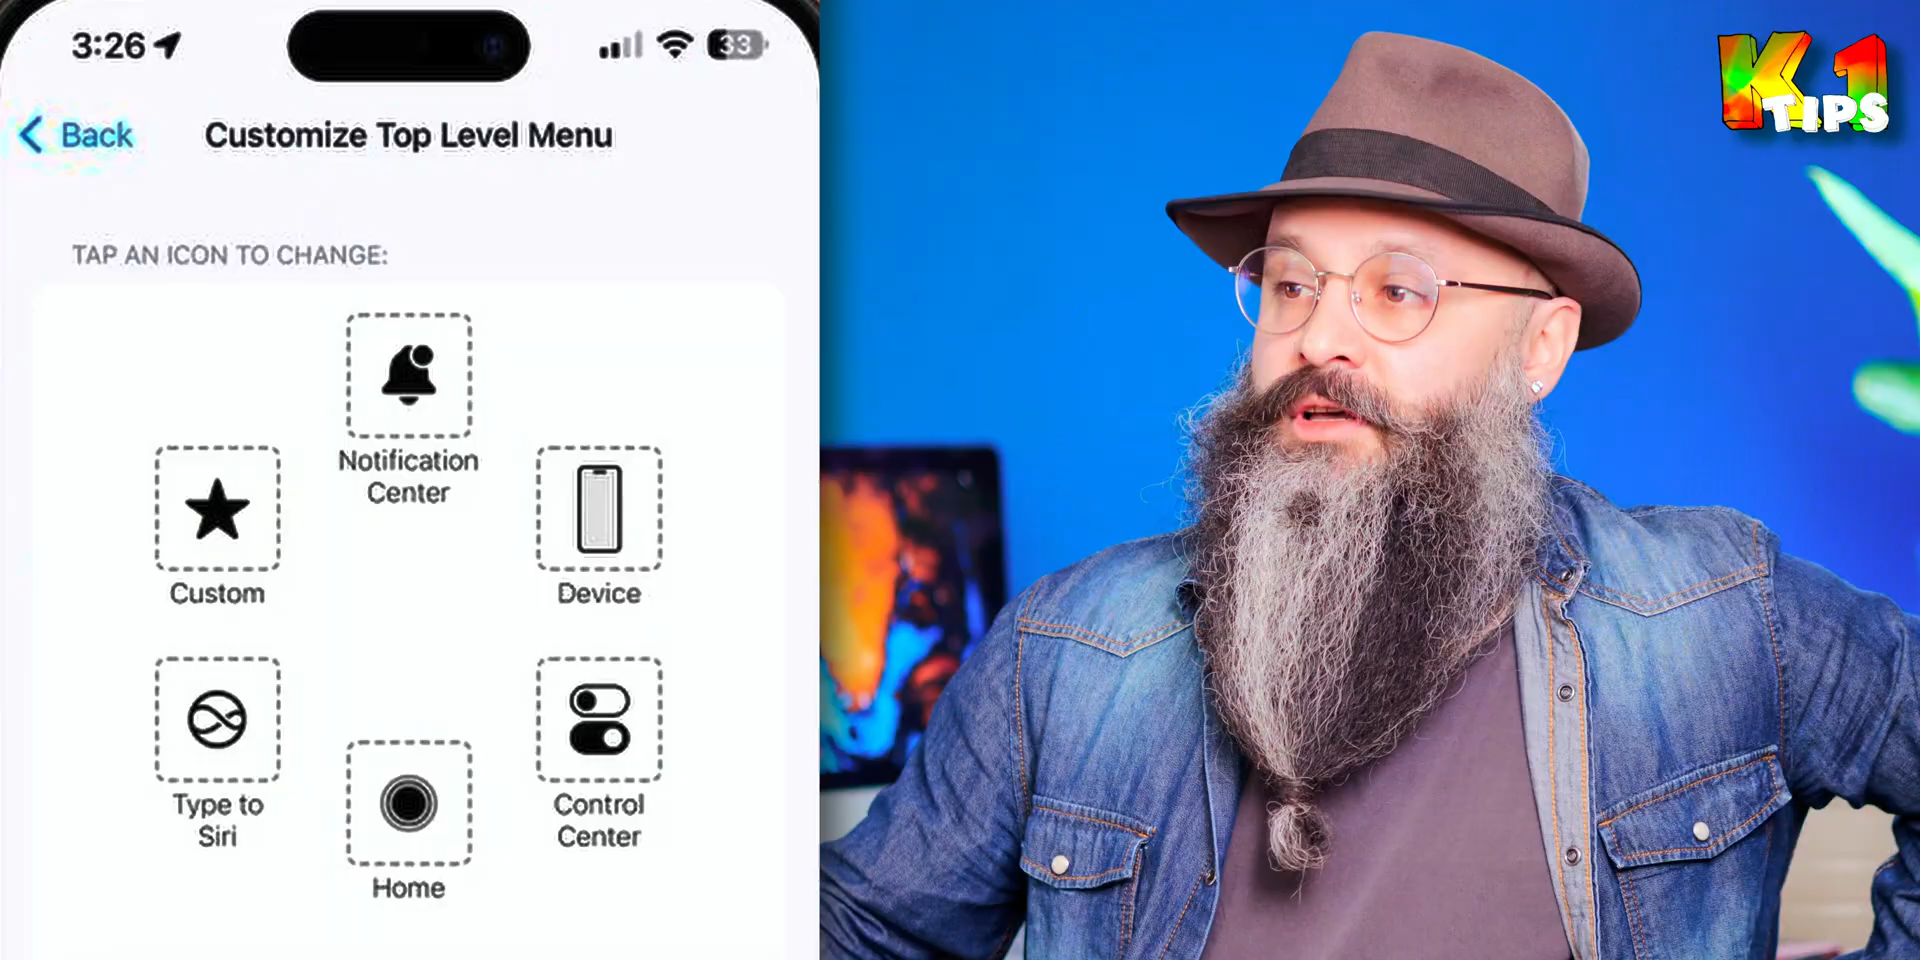 3:26
33
Back
Customize Top Level Menu
TAP AN ICON TO CHANGE:
Notification
Center
Custom
Device
Type to
Siri
Control
Center
Home
K1
TIPS